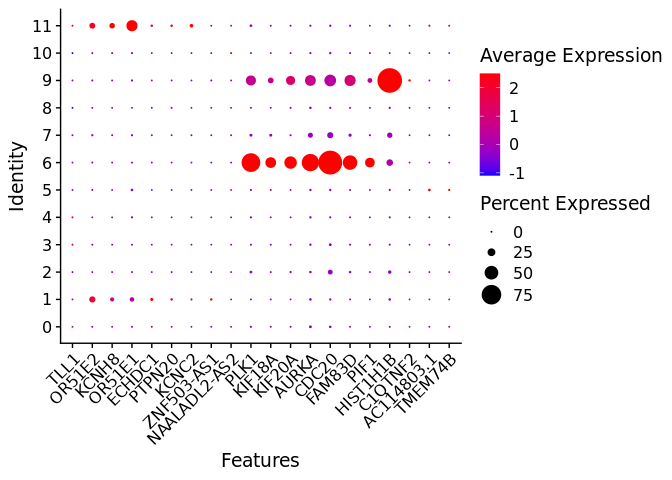 11
10
9
8
7
6
5
4
3
2
1
0
Identity
TLL1
OR51E2
KCNH8
OR51E1
ECHDC1
PTPN20
KCNC2
ZNF503-AS1
NAALADL2-AS2
PLK1
KIF18A
KIF20A
AURKA
CDC20
FAM83D
PIF1
HIST1H1B
C1QTNF2
AC114803.1
TMEM74B
Features
Average Expression
2
1
0
-1
Percent Expressed
0
25
50
75